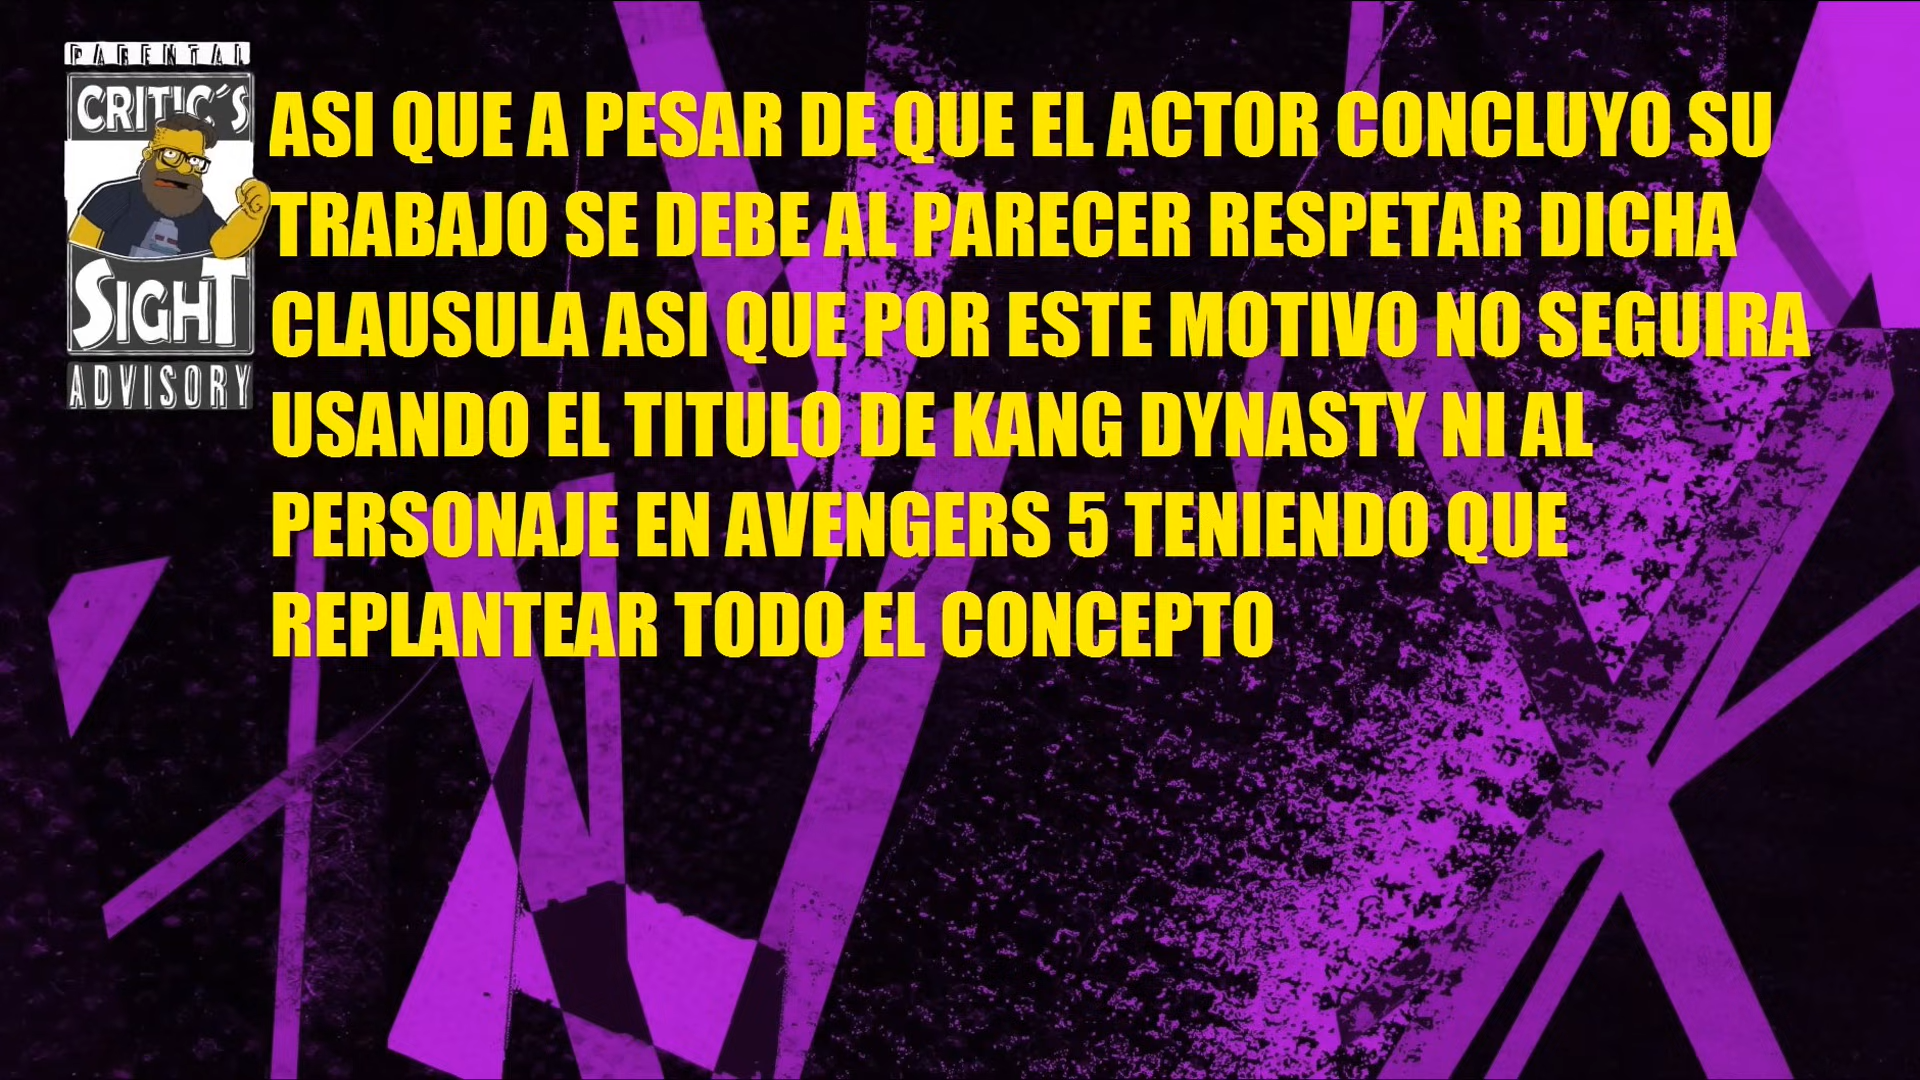 PARENTAL
CRITIC´S
SIGHT
ADVISORY
ASI QUE A PESAR DE QUE EL ACTOR CONCLUYO SU
TRABAJO SE DEBE AL PARECER RESPETAR DICHA
CLAUSULA ASI QUE POR ESTE MOTIVO NO SEGUIRA
USANDO EL TITULO DE KANG DYNASTY NI AL
PERSONAJE EN AVENGERS 5 TENIENDO QUE
REPLANTEAR TODO EL CONCEPTO